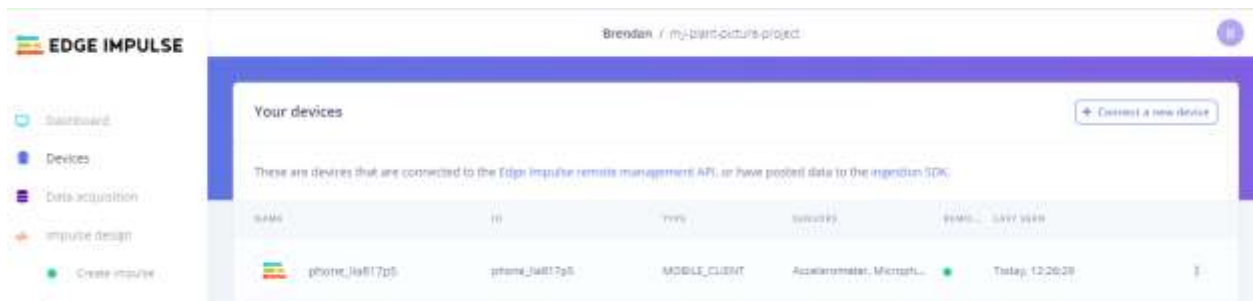 EDGE IMPULSE
Brendan / my-plant-picture-project
Dashboard
Devices
Data acquisition
Impulse design
Create impulse
Your devices
+ Connect a new device
These are devices that are connected to the Edge Impulse remote management API, or have posted data to the ingestion SDK.
NAME ID TYPE SENSORS REMO... LAST SEEN
MOBILE_CLIENT Accelerometer, Microph... Today, 12:26:28